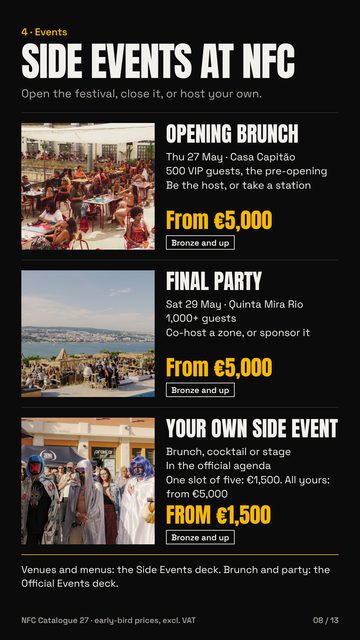 4 · Events
SIDE EVENTS AT NFC
Open the festival, close it, or host your own.
OPENING BRUNCH
Thu 27 May · Casa Capitão
500 VIP guests, the pre-opening
Be the host, or take a station
From €5,000
Bronze and up
FINAL PARTY
Sat 29 May · Quinta Mira Rio
1,000+ guests
Co-host a zone, or sponsor it
From €5,000
Bronze and up
YOUR OWN SIDE EVENT
Brunch, cocktail or stage
In the official agenda
One slot of five: €1,500. All yours:
from €5,000
FROM €1,500
Bronze and up
Venues and menus: the Side Events deck. Brunch and party: the
Official Events deck.
NFC Catalogue 27 · early-bird prices, excl. VAT
08 / 13